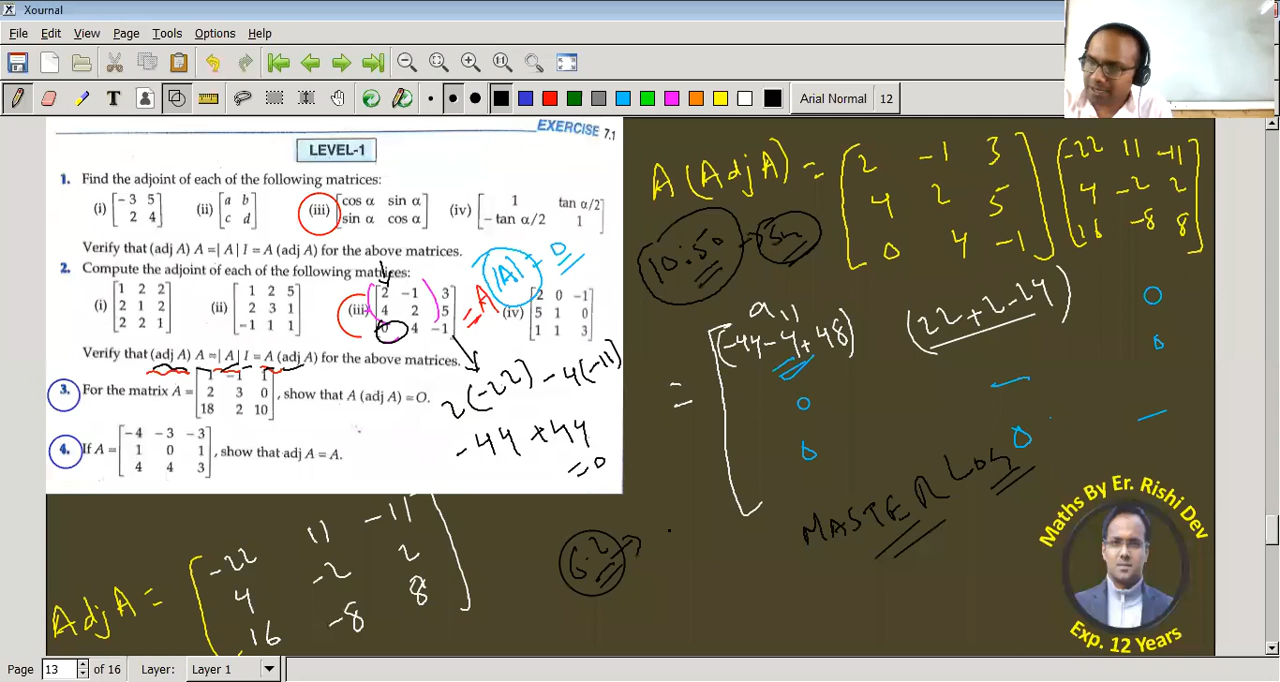 Xournal
File Edit View Page Tools Options Help
Arial Normal 12
EXERCISE 7.1
LEVEL-1
1. Find the adjoint of each of the following matrices:
(i) [-3 5
2 4]
(ii) [a b
c d]
(iii) [cos α sin α
sin α cos α]
(iv) [1 tan α/2
-tan α/2 1]
Verify that (adj A) A = |A| I = A (adj A) for the above matrices.
2. Compute the adjoint of each of the following matrices:
(i) [1 2 2
2 1 2
2 2 1]
(ii) [1 2 5
2 3 1
-1 1 1]
(iii) [2 -1 3
4 2 5
0 4 -1] = A
(iv) [2 0 -1
5 1 0
1 1 3]
Verify that (adj A) A = |A| I = A (adj A) for the above matrices.
3. For the matrix A = [1 -1 1
2 3 0
18 2 10], show that A (adj A) = O.
4. If A = [-4 -3 -3
1 0 1
4 4 3], show that adj A = A.
|A| = 0
2(-22) - 4(-11)
-44 + 44
= 0
Adj A = [-22 11 -11
4 -2 2
16 -8 8]
A (Adj A) = [2 -1 3
4 2 5
0 4 -1] [-22 11 -11
4 -2 2
16 -8 8]
10:50
a11
= [(-44-4+48) (22+2-24) 0
0 — 0
0 0 —
MASTER LOG
6.2 →
Maths By Er. Rishi Dev
Exp. 12 Years
Page 13 of 16 Layer: Layer 1